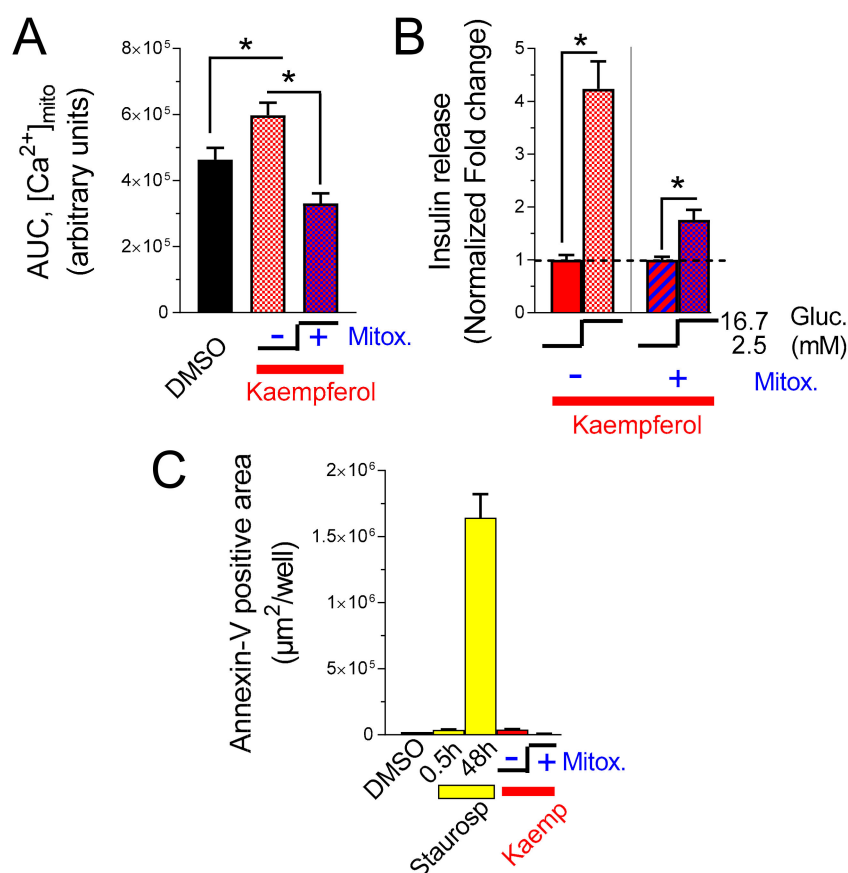 A
AUC, [Ca²⁺]mito
(arbitrary units)
8×10⁵
6×10⁵
4×10⁵
2×10⁵
0
*
*
DMSO
- + Mitox.
Kaempferol
B
Insulin release
(Normalized Fold change)
5
4
3
2
1
0
*
*
16.7 Gluc.
2.5 (mM)
- + Mitox.
Kaempferol
C
Annexin-V positive area
(µm²/well)
2×10⁶
1.5×10⁶
1×10⁶
5×10⁵
0
DMSO
0.5h
48h
- + Mitox.
Staurosp
Kaemp